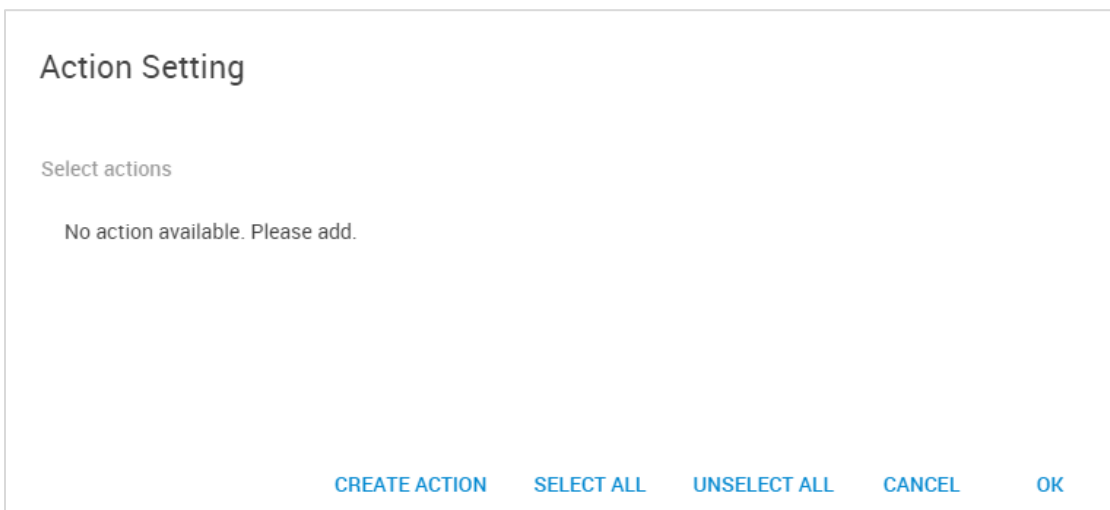 Action Setting
Select actions
No action available. Please add.
CREATE ACTION SELECT ALL UNSELECT ALL CANCEL OK